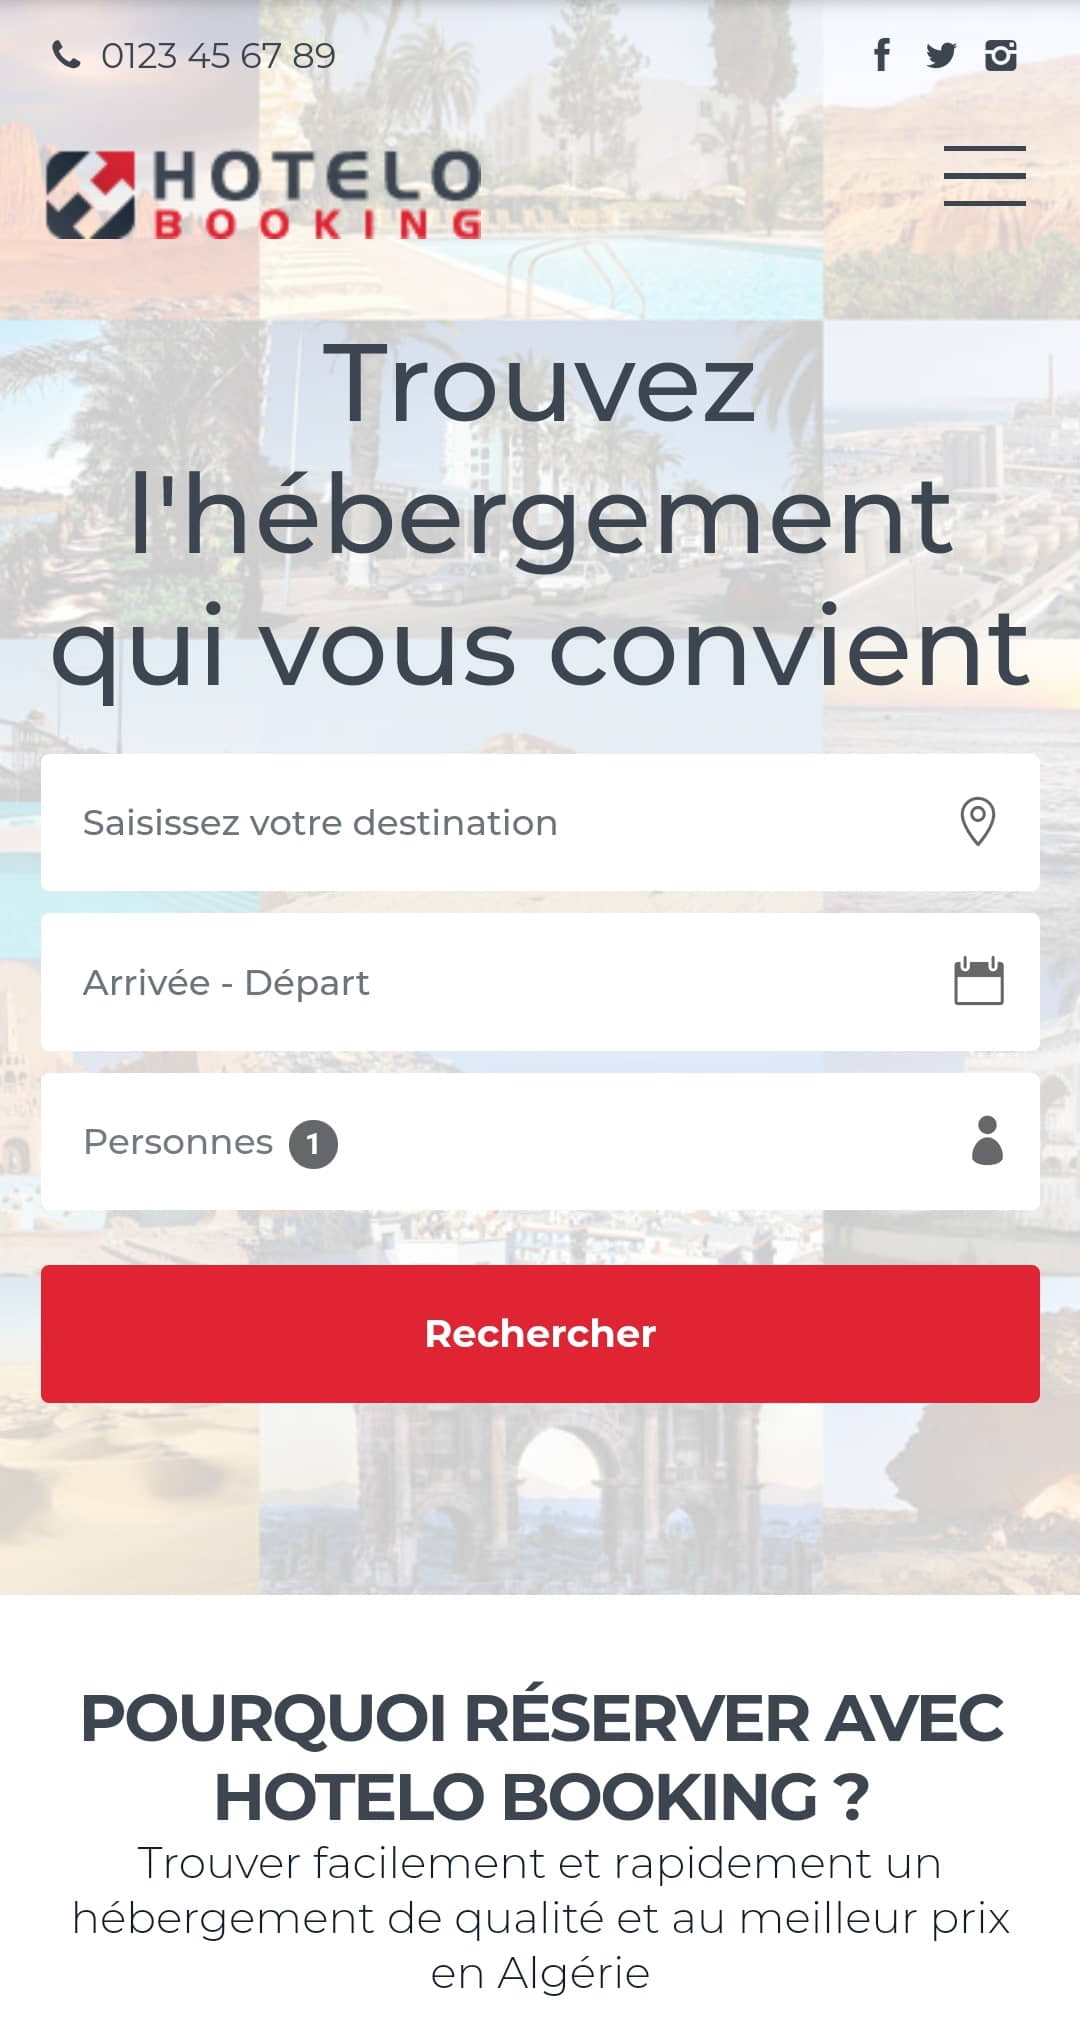 0123 45 67 89
HOTELO
BOOKING
Trouvez
l'hébergement
qui vous convient
Saisissez votre destination
Arrivée - Départ
Personnes 1
Rechercher
POURQUOI RÉSERVER AVEC
HOTELO BOOKING ?
Trouver facilement et rapidement un
hébergement de qualité et au meilleur prix
en Algérie